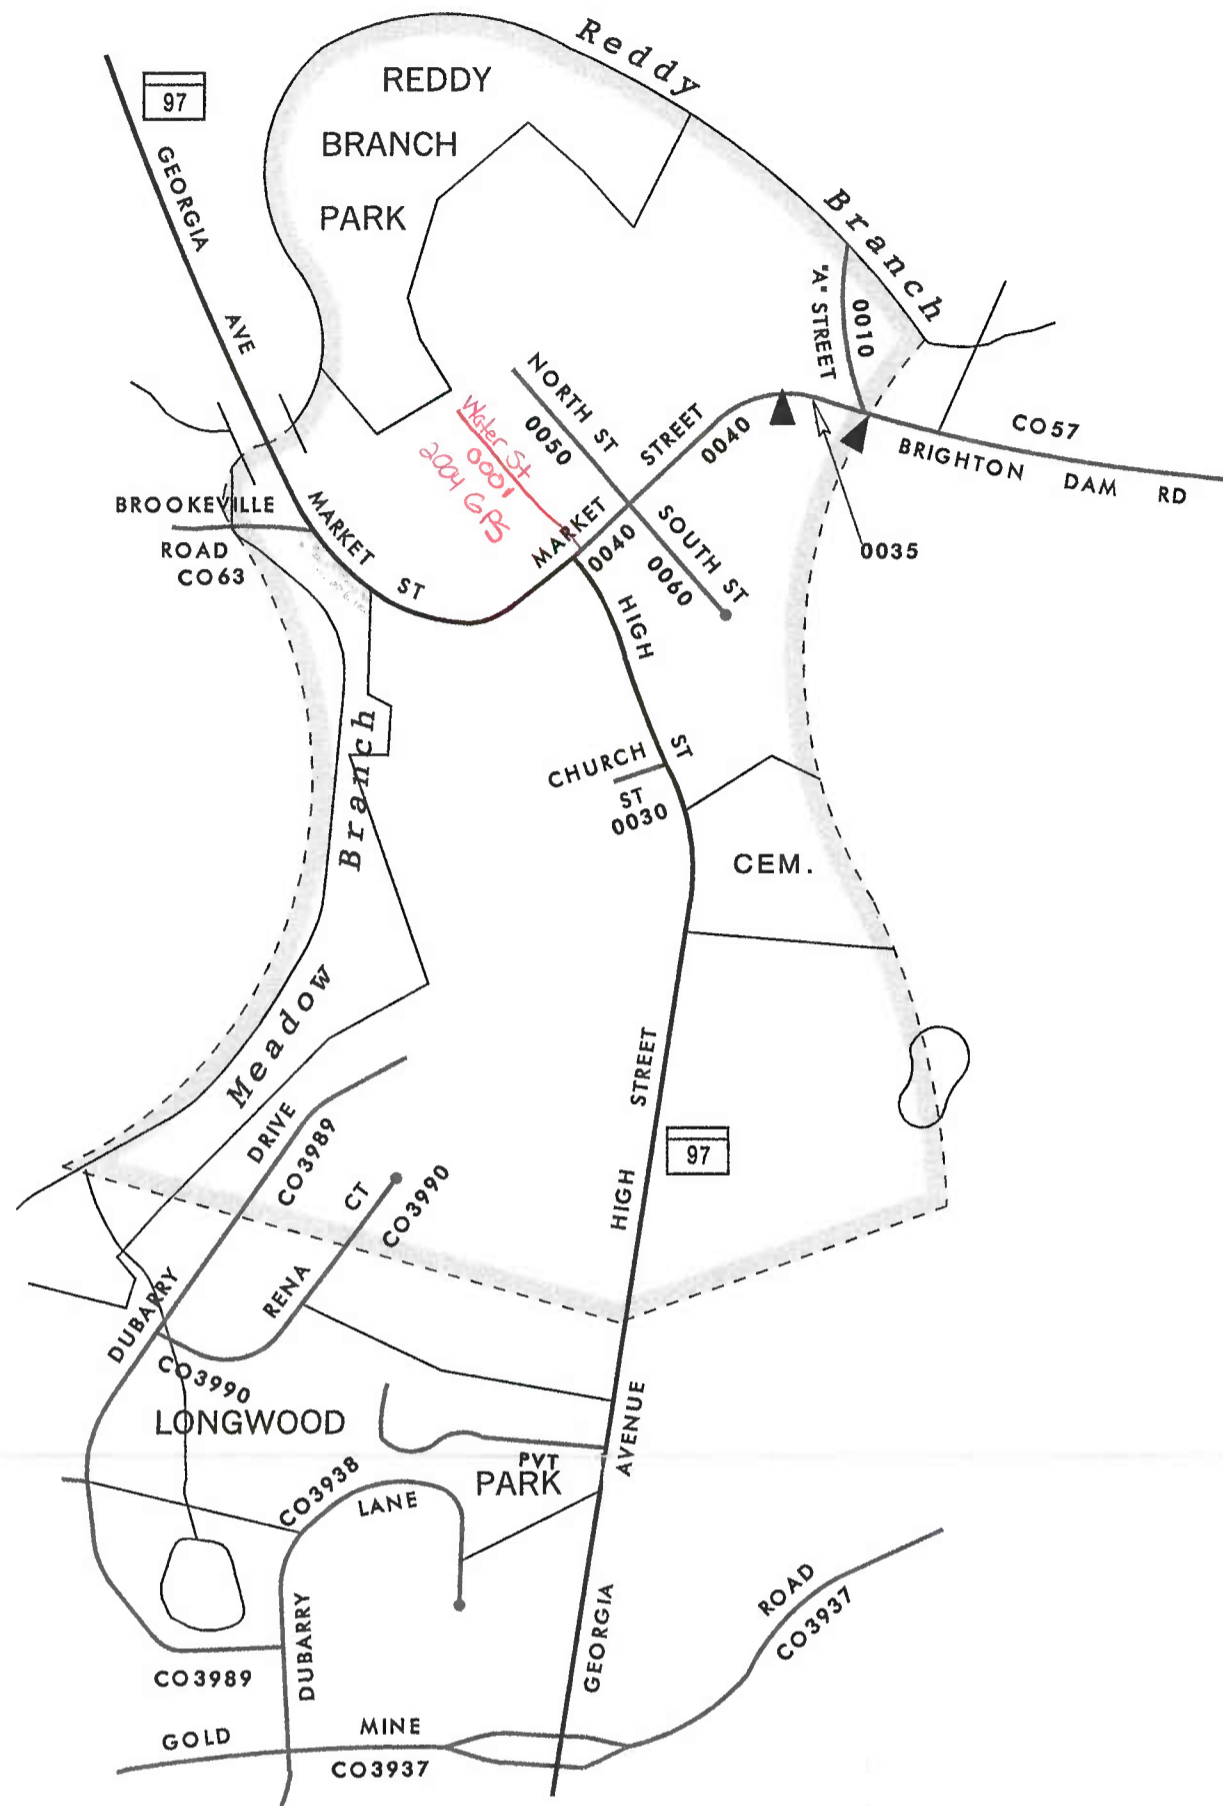 Reddy
REDDY
BRANCH
PARK
97
GEORGIA
AVE
Branch
"A" STREET
0010
NORTH ST
0050
STREET
0040
CO57
BRIGHTON DAM RD
0035
Water St
0001
2004 GPS
BROOKEVILLE
ROAD
CO63
MARKET ST
MARKET
0040
SOUTH ST
0060
HIGH
ST
CHURCH
ST
0030
CEM.
Branch
Meadow
STREET
HIGH
97
DRIVE
CO3989
CT
CO3990
RENA
DUBARRY
CO3990
LONGWOOD
PVT
PARK
AVENUE
CO3938
LANE
DUBARRY
GEORGIA
ROAD
CO3937
CO3989
GOLD
MINE
CO3937